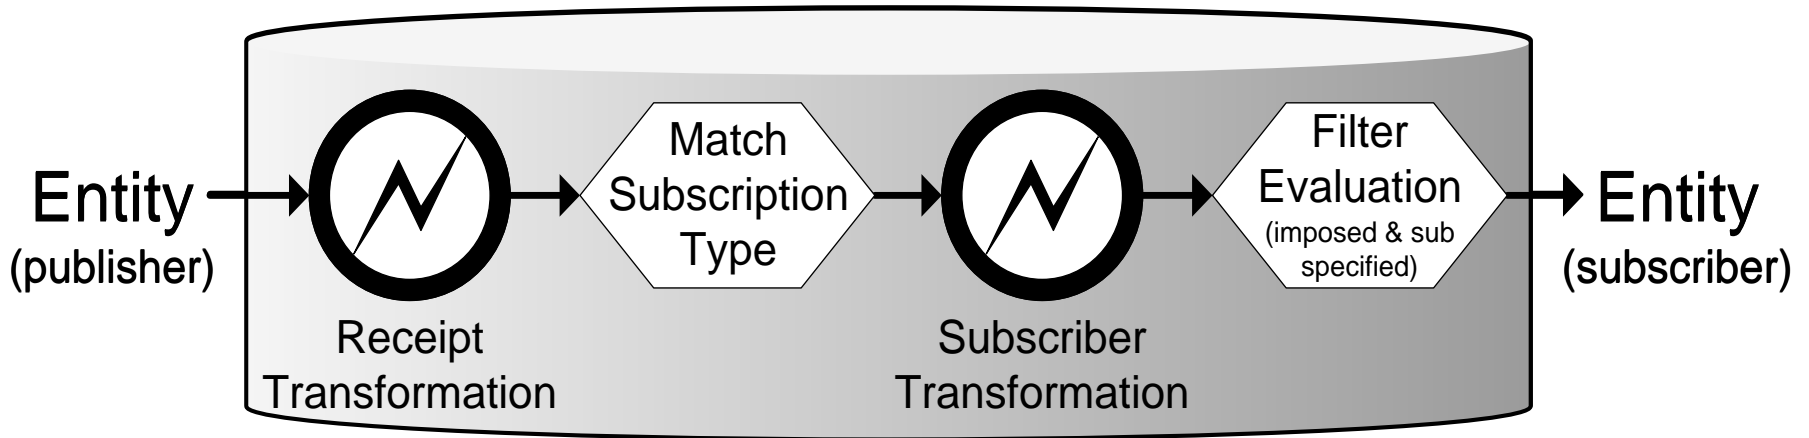 Entity
(publisher)
Receipt
Transformation
Match
Subscription
Type
Subscriber
Transformation
Filter
Evaluation
(imposed & sub
specified)
Entity
(subscriber)